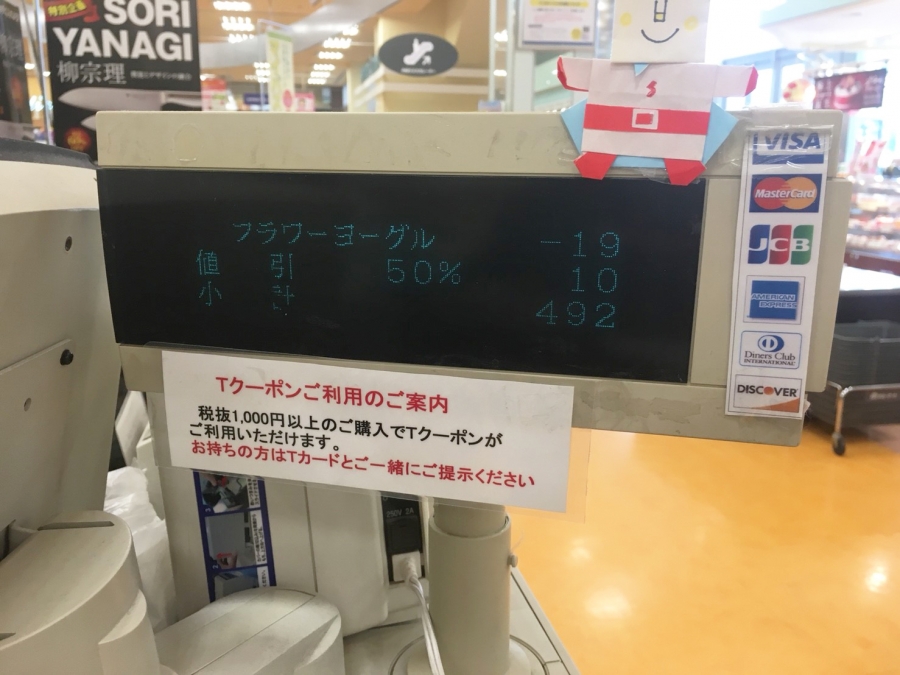 特別企画
SORI
YANAGI
柳宗理
フラワーヨーグル -19
値 引 50% 10
小 計 492
VISA
MasterCard
JCB
AMERICAN EXPRESS
Diners Club
INTERNATIONAL
DISCOVER
Tクーポンご利用のご案内
税抜1,000円以上のご購入でTクーポンが
ご利用いただけます。
お持ちの方はTカードとご一緒にご提示ください